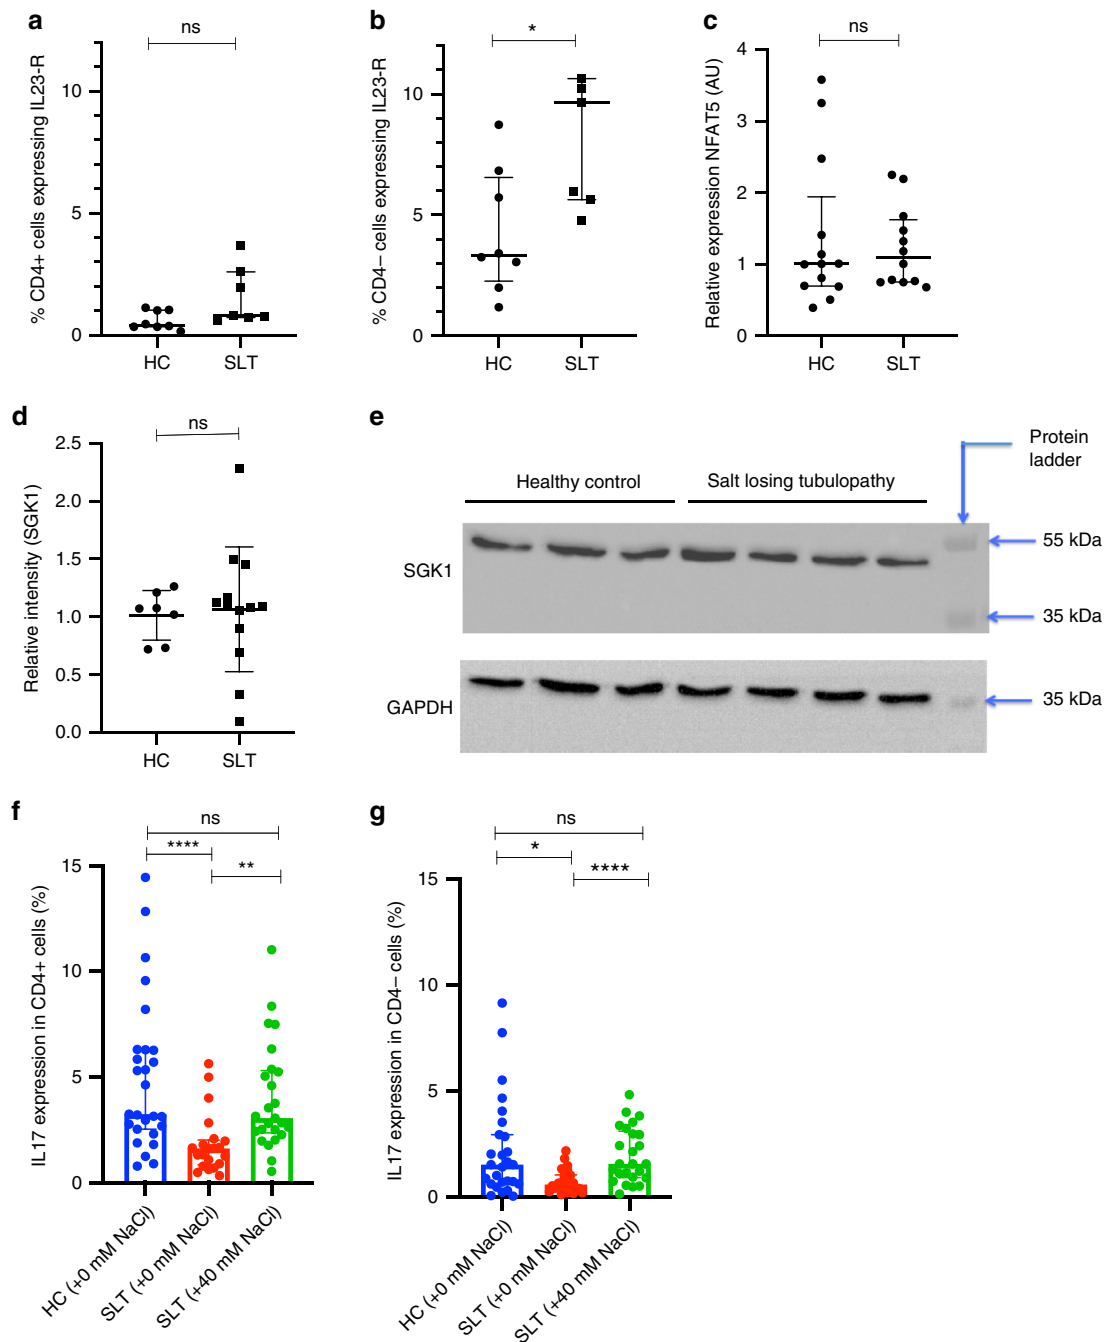 a
ns
% CD4+ cells expressing IL23-R
10
5
0
HC
SLT
b
*
% CD4– cells expressing IL23-R
10
5
0
HC
SLT
c
ns
Relative expression NFAT5 (AU)
4
3
2
1
0
HC
SLT
d
ns
Relative intensity (SGK1)
2.5
2.0
1.5
1.0
0.5
0.0
HC
SLT
e
Healthy control
Salt losing tubulopathy
Protein
ladder
SGK1
55 kDa
35 kDa
GAPDH
35 kDa
f
ns
****
**
IL17 expression in CD4+ cells (%)
15
10
5
0
HC (+0 mM NaCl)
SLT (+0 mM NaCl)
SLT (+40 mM NaCl)
g
ns
*
****
IL17 expression in CD4– cells (%)
15
10
5
0
HC (+0 mM NaCl)
SLT (+0 mM NaCl)
SLT (+40 mM NaCl)